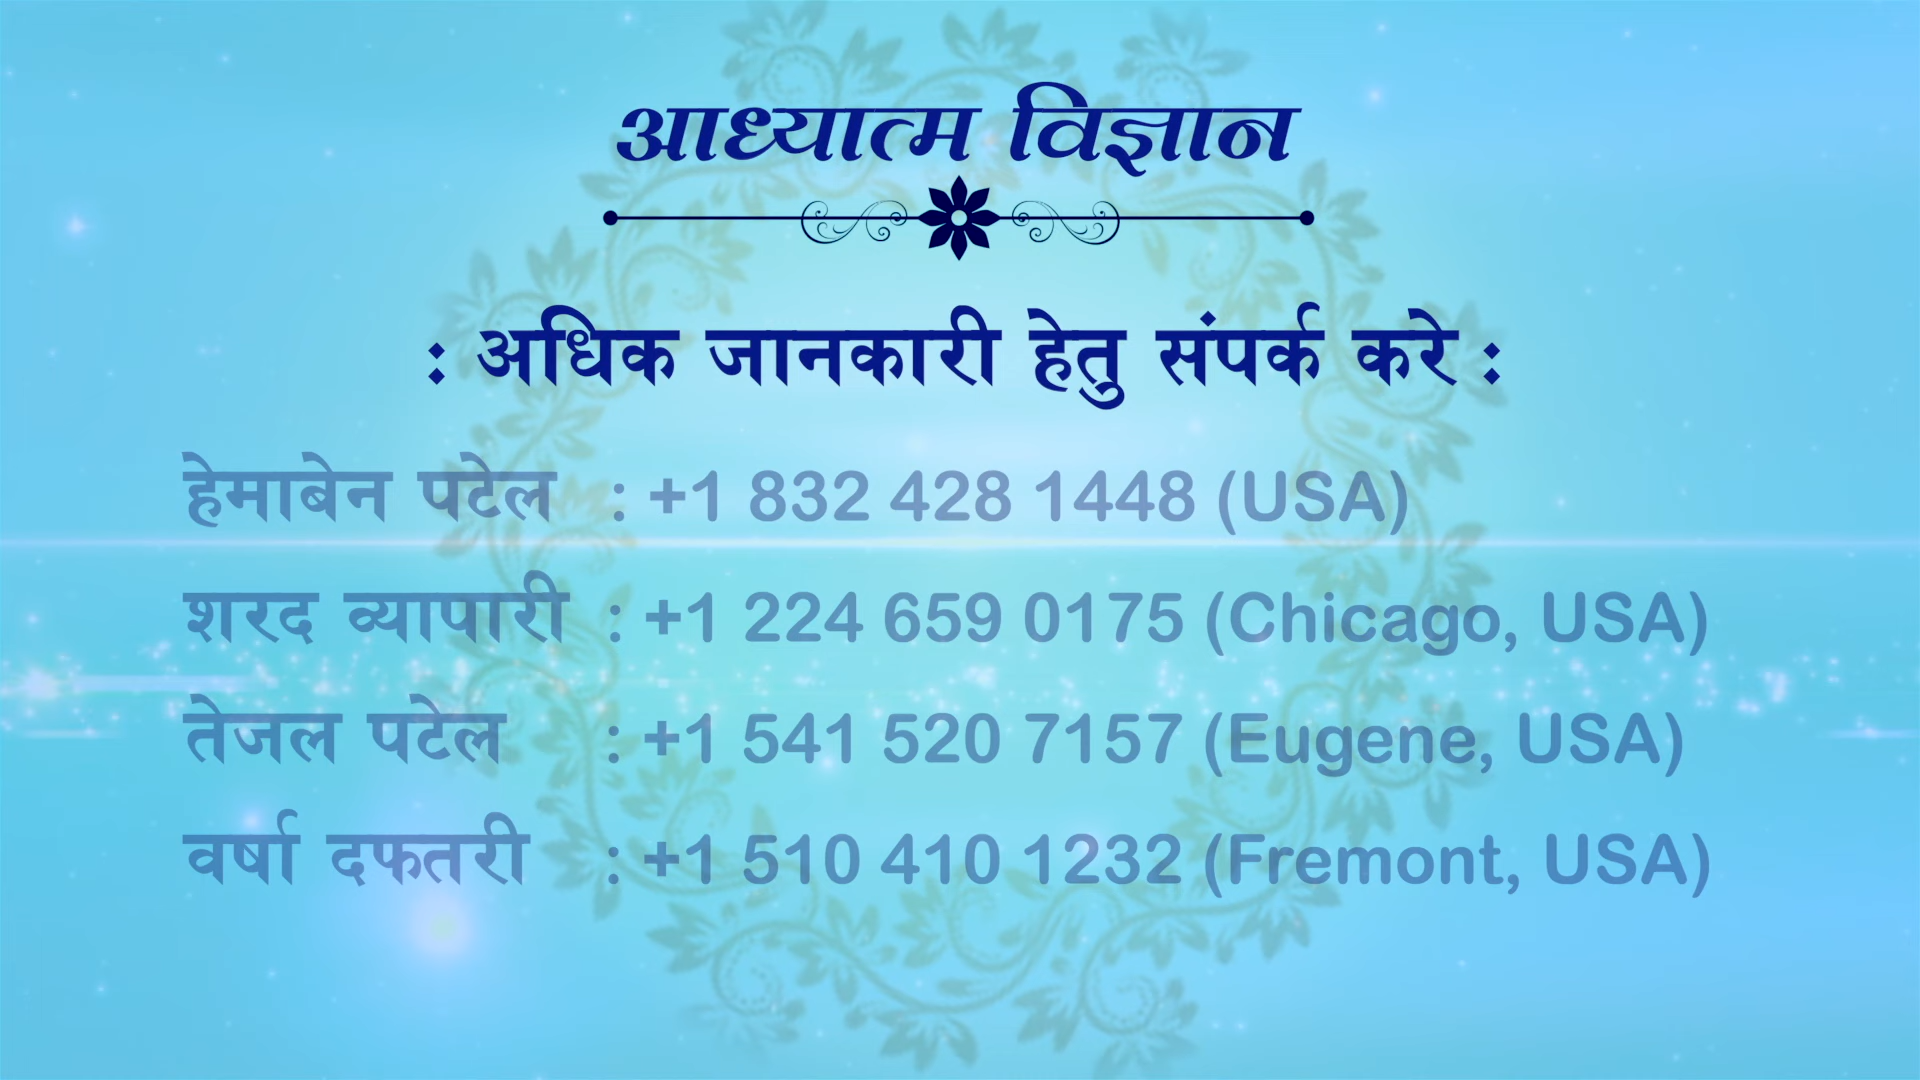 आध्यात्म विज्ञान
: अधिक जानकारी हेतु संपर्क करे :
हेमाबेन पटेल : +1 832 428 1448 (USA)
शरद व्यापारी : +1 224 659 0175 (Chicago, USA)
तेजल पटेल : +1 541 520 7157 (Eugene, USA)
वर्षा दफतरी : +1 510 410 1232 (Fremont, USA)